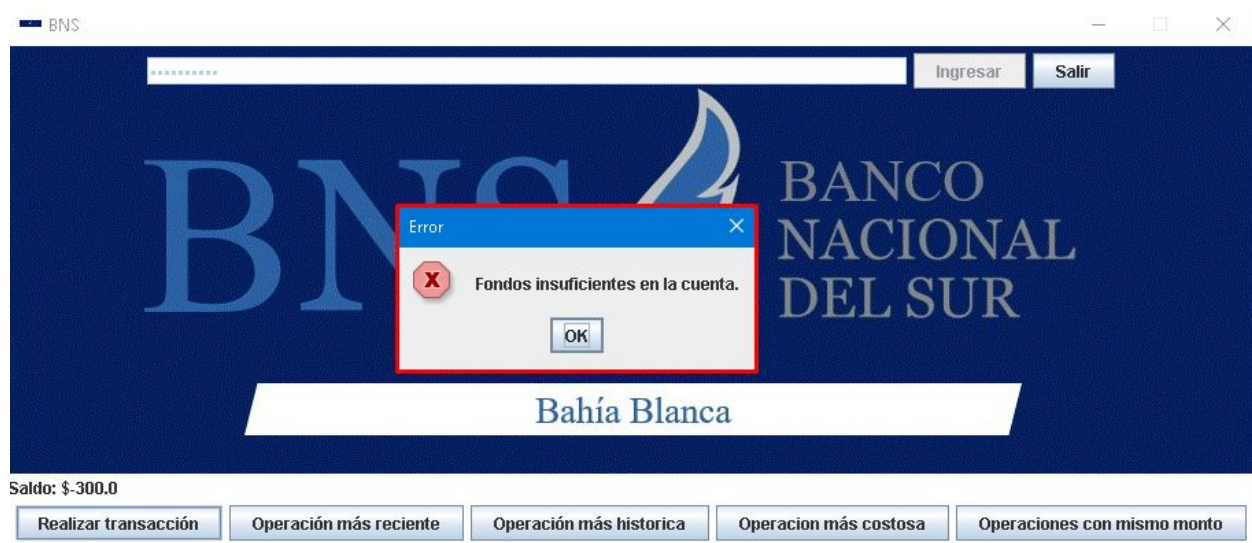 BNS
Ingresar
Salir
BNS
BANCO
NACIONAL
DEL SUR
Error
Fondos insuficientes en la cuenta.
OK
Bahía Blanca
Saldo: $-300.0
Realizar transacción
Operación más reciente
Operación más historica
Operacion más costosa
Operaciones con mismo monto